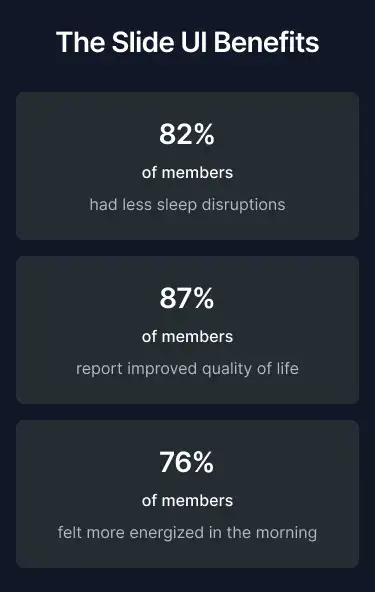 The Slide UI Benefits
82%
of members
had less sleep disruptions
87%
of members
report improved quality of life
76%
of members
felt more energized in the morning